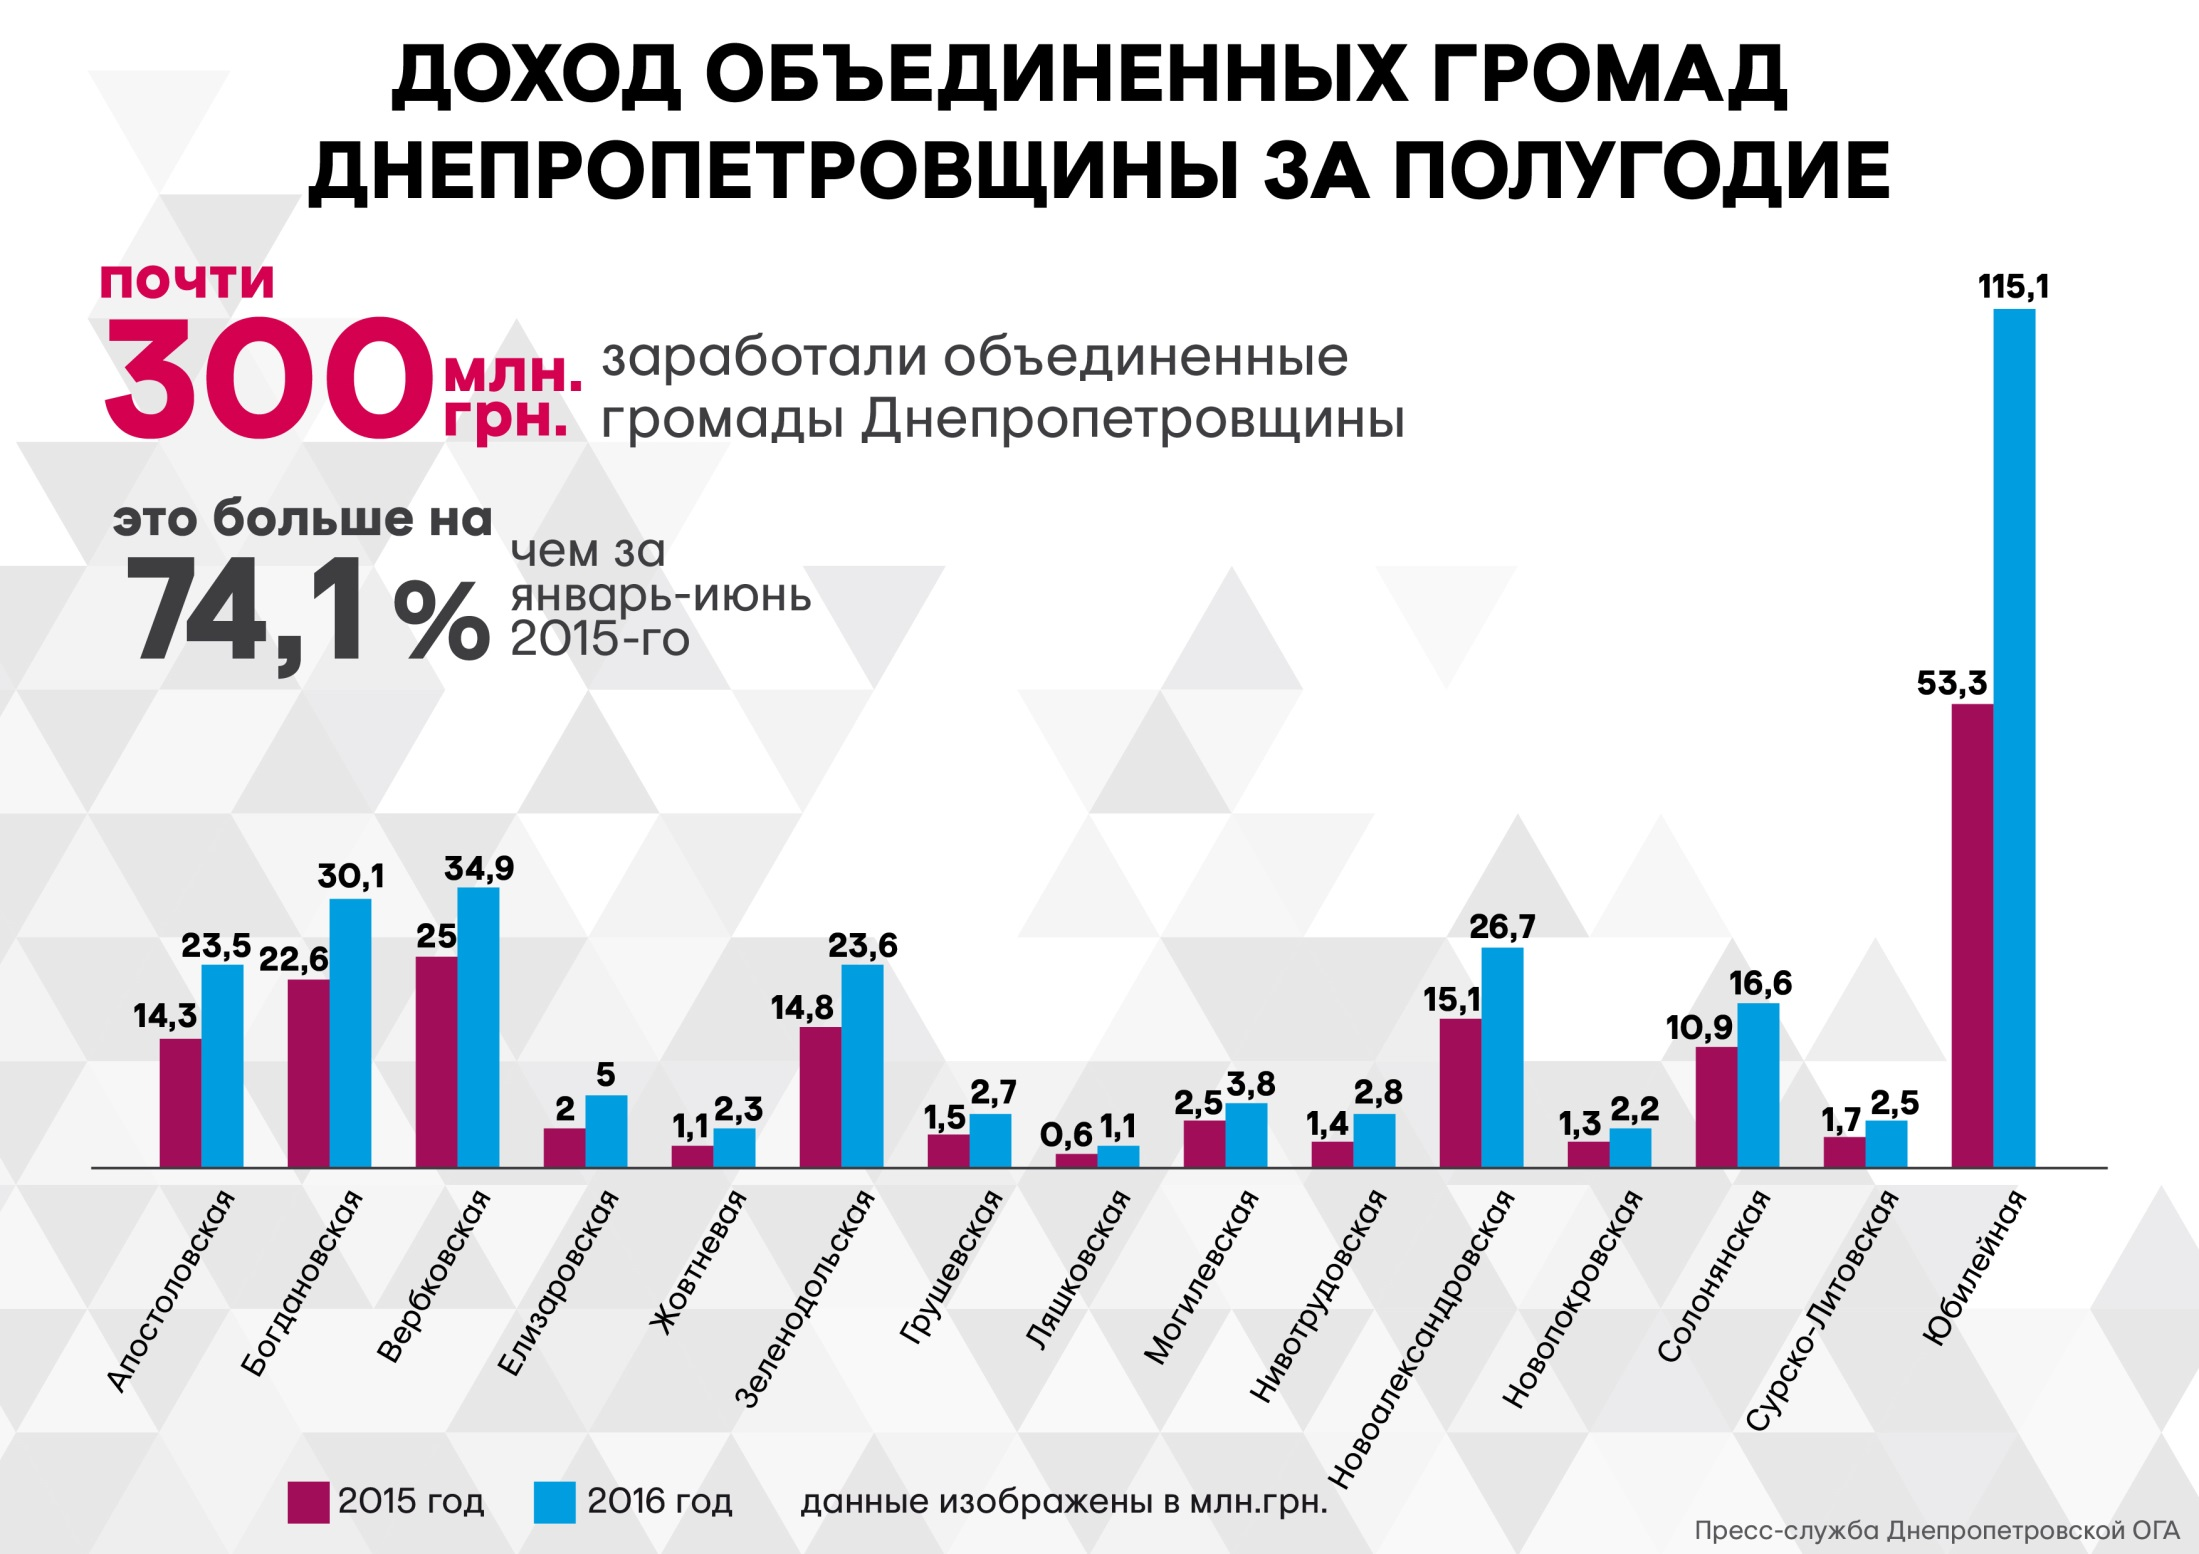 ДОХОД ОБЪЕДИНЕННЫХ ГРОМАД
ДНЕПРОПЕТРОВЩИНЫ ЗА ПОЛУГОДИЕ
почти
300 млн.
грн.
заработали объединенные
громады Днепропетровщины
это больше на
74,1 %
чем за
январь-июнь
2015-го
14,3 23,5
22,6 30,1
25 34,9
2 5
1,1 2,3
14,8 23,6
1,5 2,7
0,6 1,1
2,5 3,8
1,4 2,8
15,1 26,7
1,3 2,2
10,9 16,6
1,7 2,5
53,3 115,1
Апостоловская
Богдановская
Вербковская
Елизаровская
Жовтневая
Зеленодольская
Грушевская
Ляшковская
Могилевская
Нивотрудовская
Новоалександровская
Новопокровская
Солонянская
Сурско-Литовская
Юбилейная
2015 год
2016 год
данные изображены в млн.грн.
Пресс-служба Днепропетровской ОГА